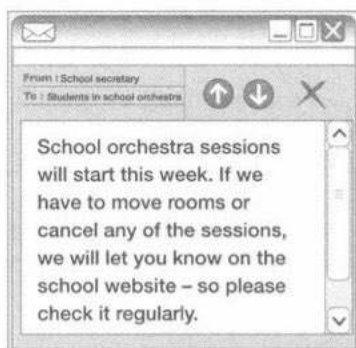 From : School secretary
To : Students in school orchestra
School orchestra sessions
will start this week. If we
have to move rooms or
cancel any of the sessions,
we will let you know on the
school website – so please
check it regularly.